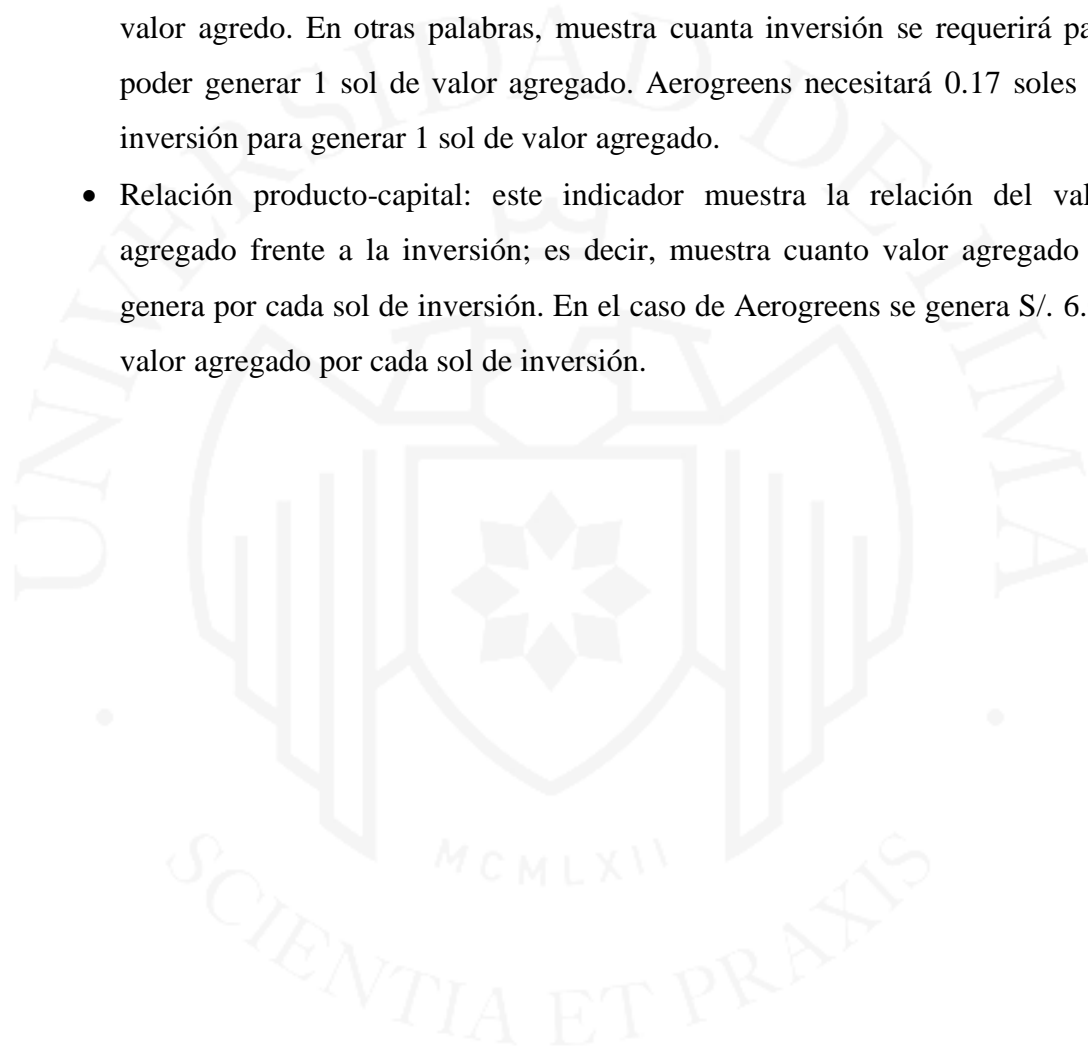 valor agredo. En otras palabras, muestra cuanta inversión se requerirá
poder generar 1 sol de valor agregado. Aerogreens necesitará 0.17 soles
inversión para generar 1 sol de valor agregado.
• Relación producto-capital: este indicador muestra la relación del
agregado frente a la inversión; es decir, muestra cuanto valor agregado
genera por cada sol de inversión. En el caso de Aerogreens se genera S/. 6.
valor agregado por cada sol de inversión.
UNIVERSIDAD DE LIMA
MCMLXII
SCIENTIA ET PRAXIS